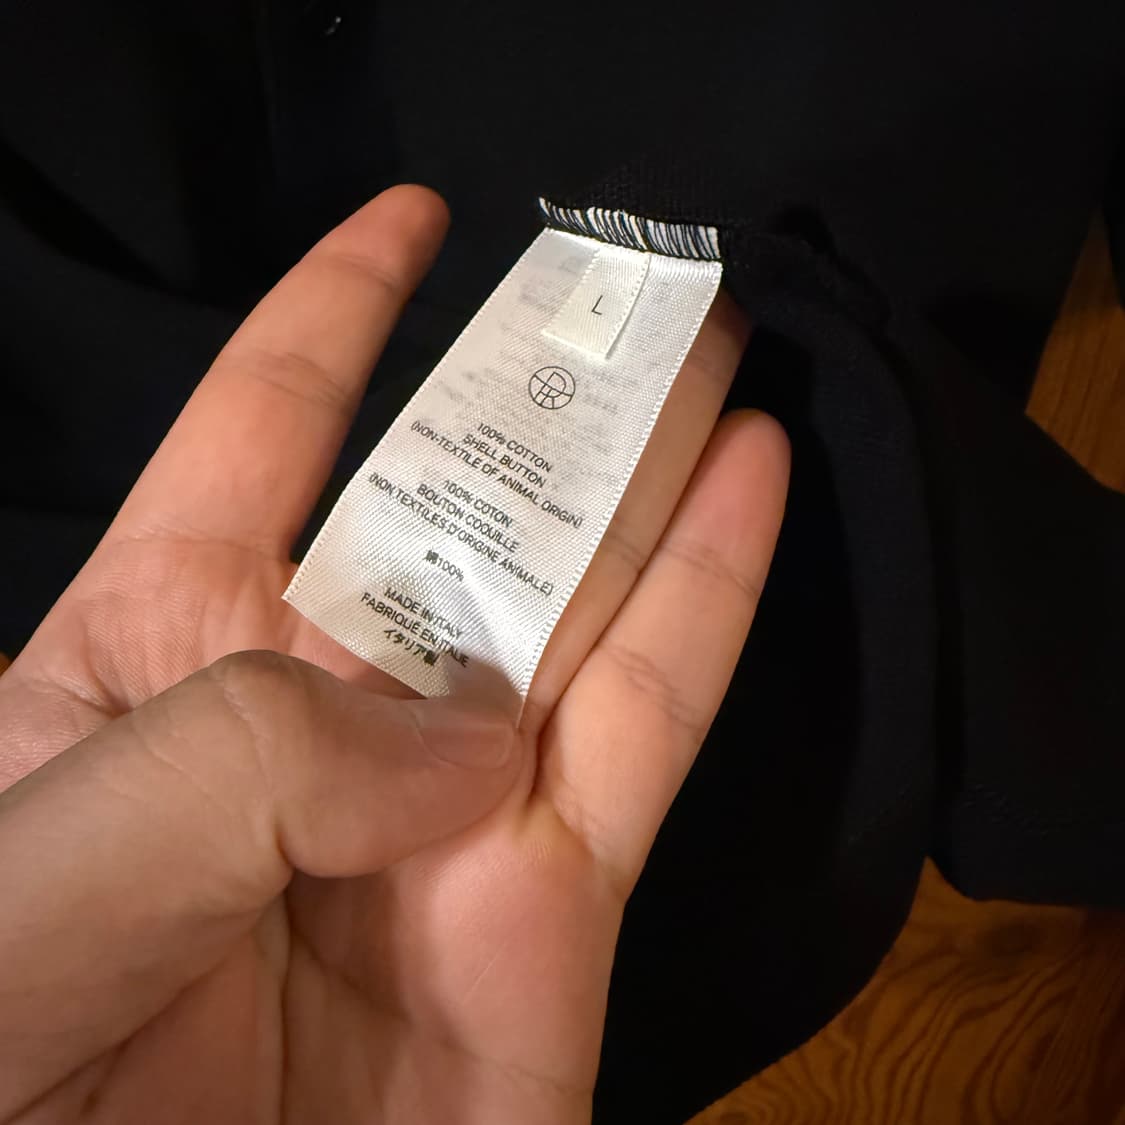 L
100% COTTON
SHELL BUTTON
(NON-TEXTILE OF ANIMAL ORIGIN)
100% COTON
BOUTON COQUILLE
(NON TEXTILES D'ORIGINE ANIMALE)
綿100%
MADE IN ITALY
FABRIQUÉ EN ITALIE
イタリア製